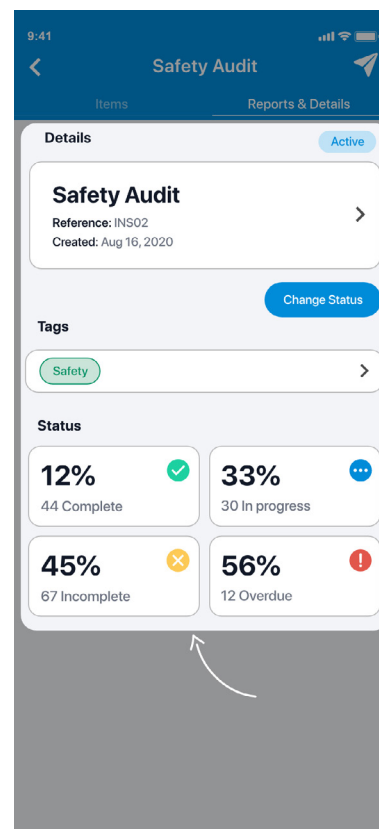 9:41
Safety Audit
Items
Reports & Details
Details
Active
Safety Audit
Reference: INS02
Created: Aug 16, 2020
Change Status
Tags
Safety
Status
12%
44 Complete
33%
30 In progress
45%
67 Incomplete
56%
12 Overdue